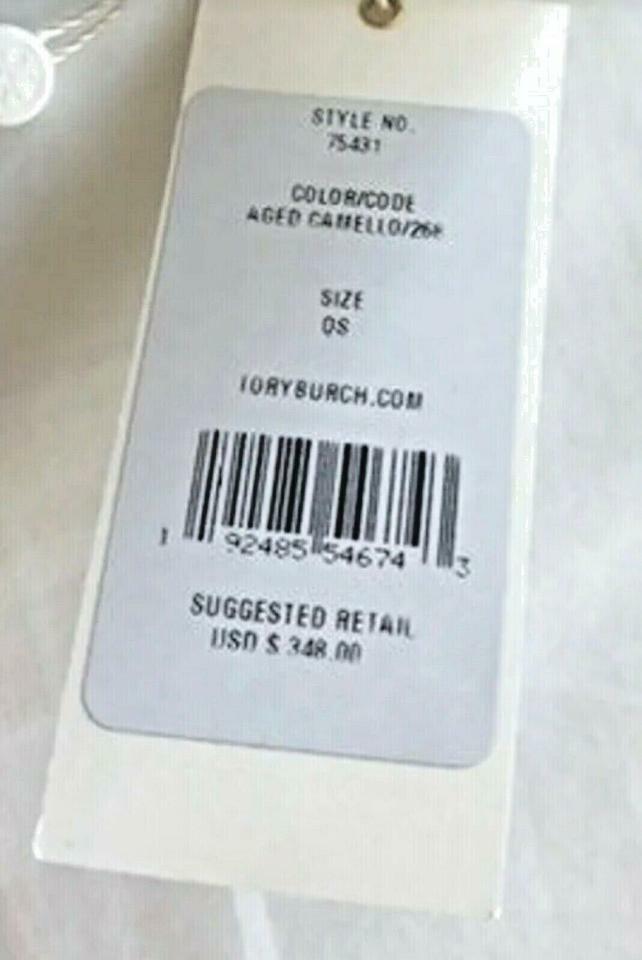 STYLE NO.
75431
COLOR/CODE
AGED CAMELLO/268
SIZE
OS
TORYBURCH.COM
1 92485 54674 3
SUGGESTED RETAIL
USD $ 348.00